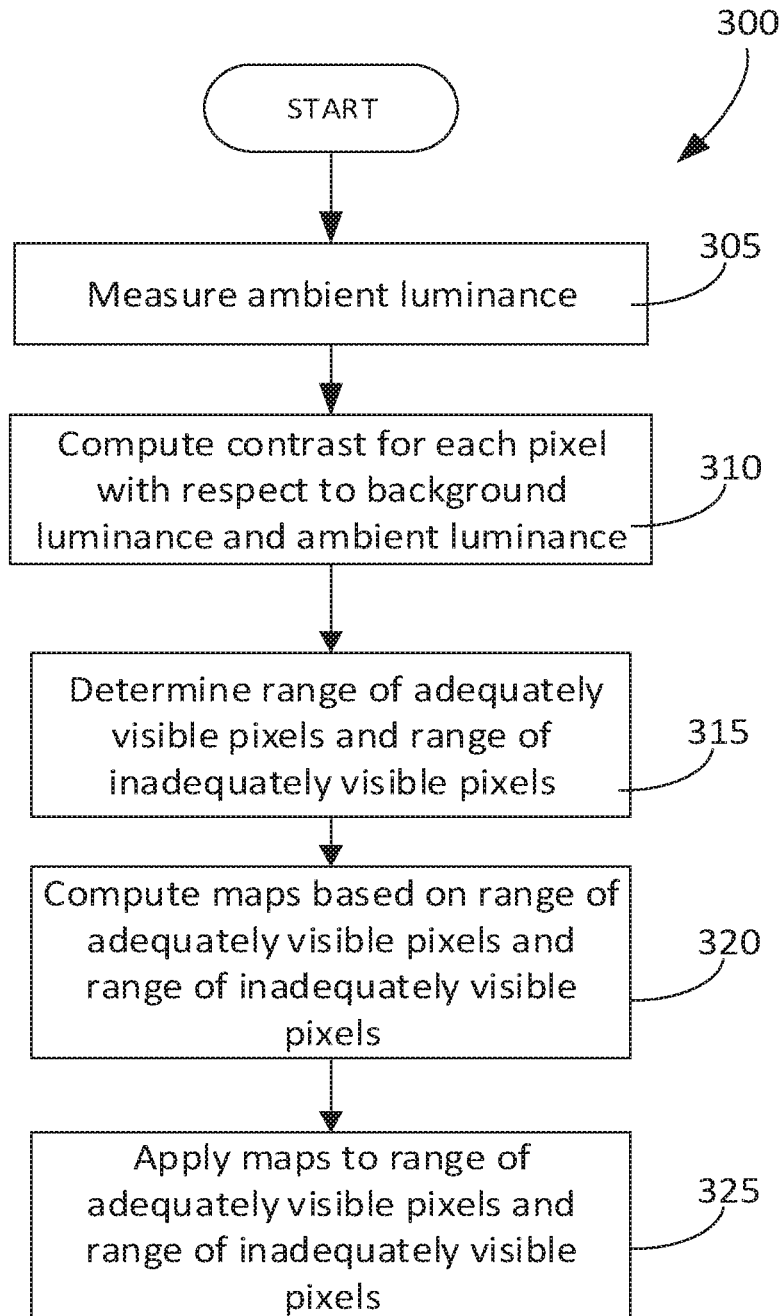 300
START
305
Measure ambient luminance
Compute contrast for each pixel
with respect to background
luminance and ambient luminance
310
Determine range of adequately
visible pixels and range of
inadequately visible pixels
315
Compute maps based on range of
adequately visible pixels and
range of inadequately visible
pixels
320
Apply maps to range of
adequately visible pixels and
range of inadequately visible
pixels
325